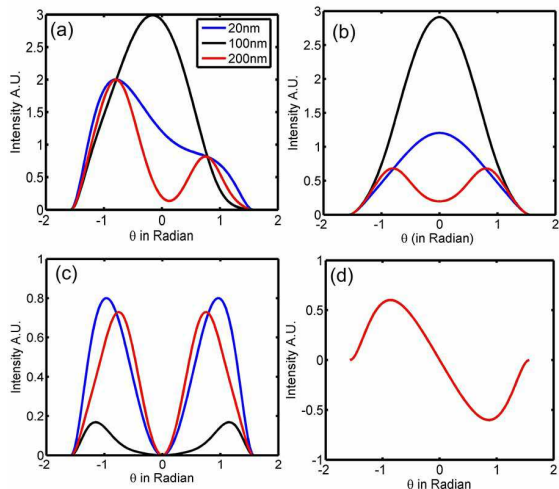 (a)
20nm
100nm
200nm
Intensity A.U.
3
2.5
2
1.5
1
0.5
0
-2 -1 0 1 2
θ in Radian
(b)
Intensity A.U.
3
2.5
2
1.5
1
0.5
0
-2 -1 0 1 2
θ (in Radian)
(c)
Intensity A.U.
1
0.8
0.6
0.4
0.2
0
-2 -1 0 1 2
θ in Radian
(d)
Intensity A.U.
1
0.5
0
-0.5
-1
-2 -1 0 1 2
θ in Radian